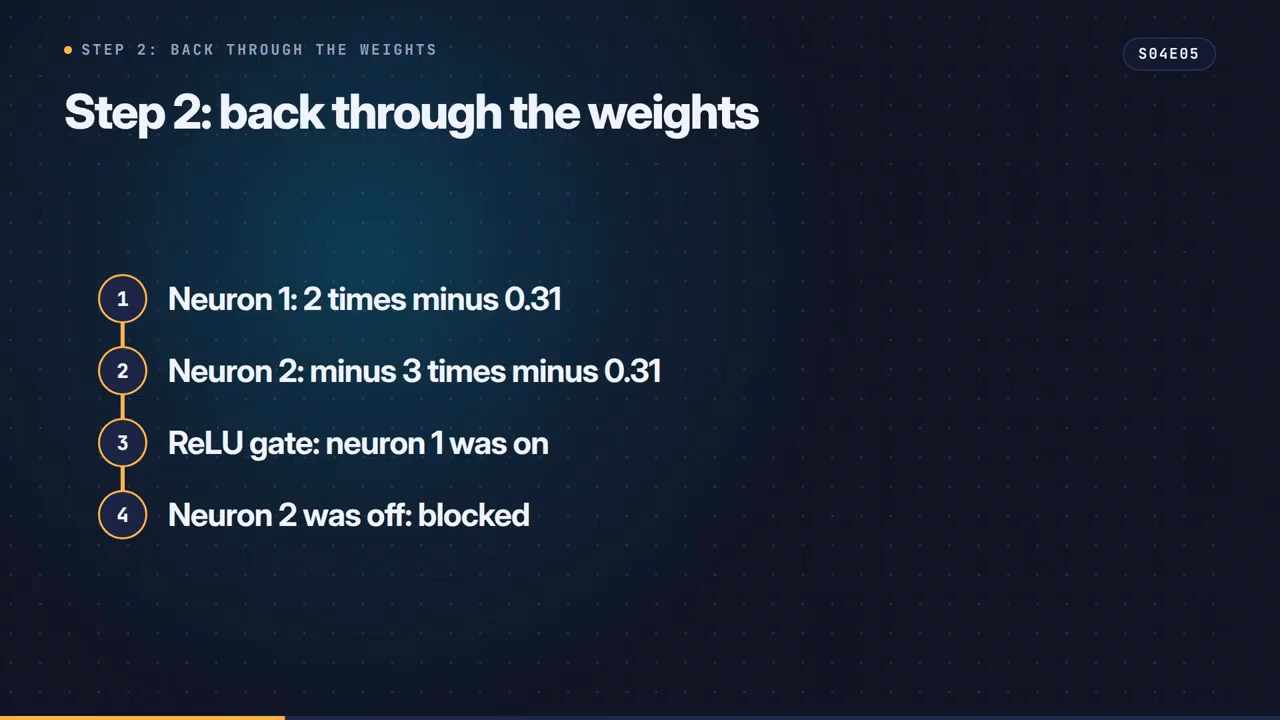 STEP 2: BACK THROUGH THE WEIGHTS
S04E05
Step 2: back through the weights
1 Neuron 1: 2 times minus 0.31
2 Neuron 2: minus 3 times minus 0.31
3 ReLU gate: neuron 1 was on
4 Neuron 2 was off: blocked